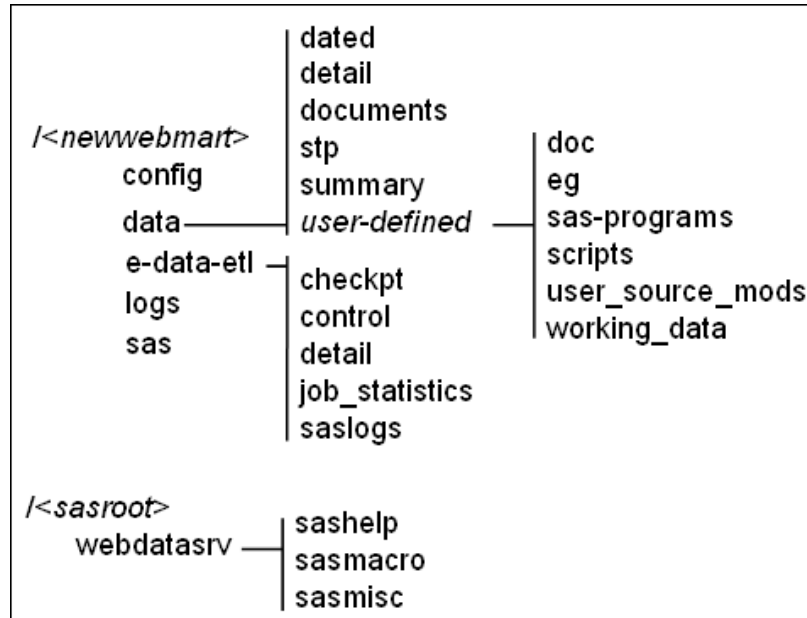 /<newwebmart>
config
data
e-data-etl
logs
sas
dated
detail
documents
stp
summary
user-defined
doc
eg
sas-programs
scripts
user_source_mods
working_data
checkpt
control
detail
job_statistics
saslogs
/<sasroot>
webdatasrv
sashelp
sasmacro
sasmisc